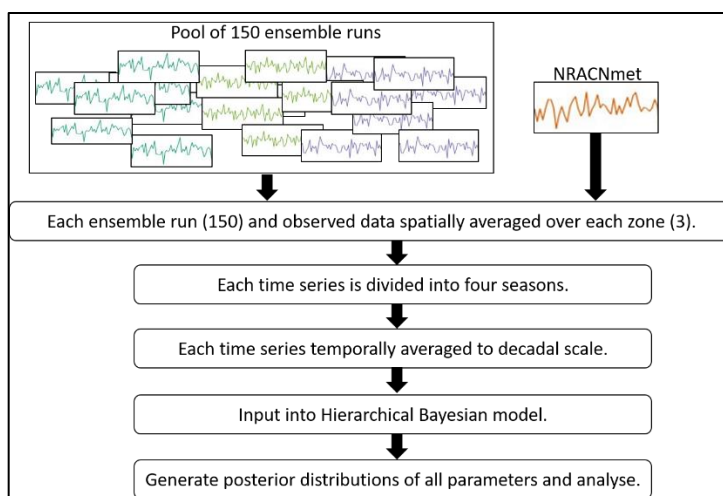 Pool of 150 ensemble runs
NRACNmet
Each ensemble run (150) and observed data spatially averaged over each zone (3).
Each time series is divided into four seasons.
Each time series temporally averaged to decadal scale.
Input into Hierarchical Bayesian model.
Generate posterior distributions of all parameters and analyse.